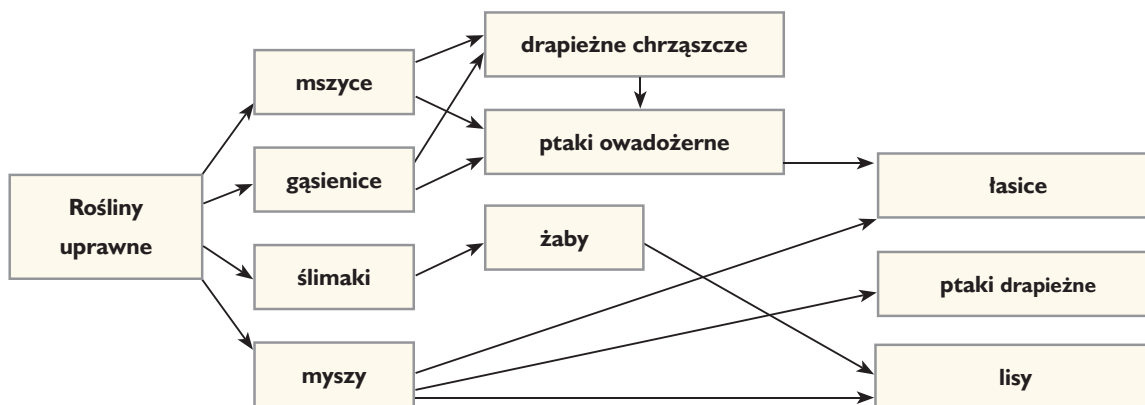 drapieżne chrząszcze
mszyce
ptaki owadożerne
gąsienice
łasice
Rośliny
uprawne
żaby
ślimaki
ptaki drapieżne
myszy
lisy